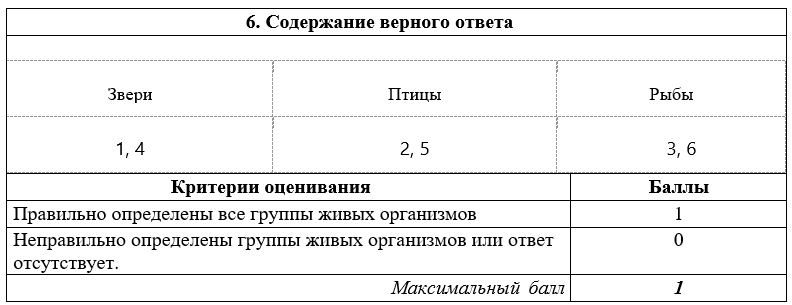 6. Содержание верного ответа
Звери Птицы Рыбы
1, 4 2, 5 3, 6
Критерии оценивания Баллы
Правильно определены все группы живых организмов 1
Неправильно определены группы живых организмов или ответ 0
отсутствует.
Максимальный балл 1